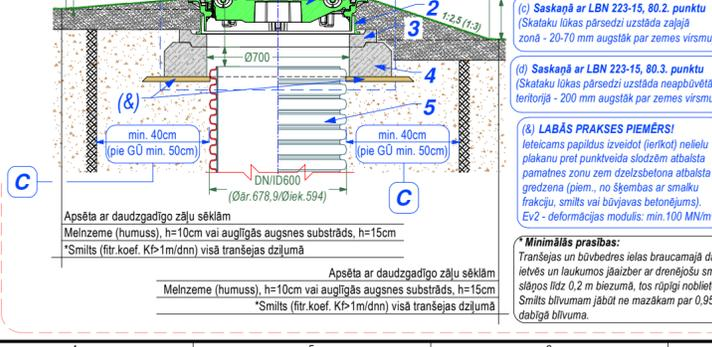 2
1:2,5 (1:3)
3
Ø700
4
(&)
5
min. 40cm
(pie GŪ min. 50cm)
min. 40cm
(pie GŪ min. 50cm)
C
C
DN/ID600
(Øār.678,9/Øiek.594)
Apsēta ar daudzgadīgo zāļu sēklām
Melnzeme (humuss), h=10cm vai auglīgās augsnes substrāds, h=15cm
*Smilts (fitr.koef. Kf>1m/dnn) visā tranšejas dziļumā
Apsēta ar daudzgadīgo zāļu sēklām
Melnzeme (humuss), h=10cm vai auglīgās augsnes substrāds, h=15cm
*Smilts (fitr.koef. Kf>1m/dnn) visā tranšejas dziļumā
(c) Saskaņā ar LBN 223-15, 80.2. punktu
(Skataku lūkas pārsedzi uzstāda zaļajā
zonā - 20-70 mm augstāk par zemes virsmu
(d) Saskaņā ar LBN 223-15, 80.3. punktu
(Skataku lūkas pārsedzi uzstāda neapbūvētā
teritorijā - 200 mm augstāk par zemes virsmu
(&) LABĀS PRAKSES PIEMĒRS!
Ieteicams papildus izveidot (ierīkot) nelielu
plakanu pret punktveida slodzēm atbalsta
pamatnes zonu zem dzelzsbetona atbalsta
gredzena (piem., no šķembas ar smalku
frakciju, smilts vai būvjavas betonējums).
Ev2 - deformācijas modulis: min.100 MN/m
* Minimālās prasības:
Tranšejas un būvbedres ielas braucamajā
ietvēs un laukumos jāaizber ar drenējošu
slāņos līdz 0,2 m biezumā, tos rūpīgi
Smilts blīvumam jābūt ne mazākam par 0,95
dabīgā blīvuma.